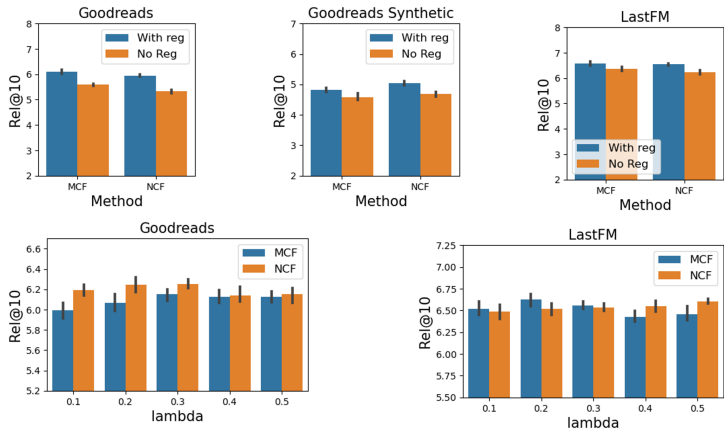 Goodreads
8
7
6
5
4
3
2
Rel@10
With reg
No Reg
MCF
NCF
Method
Goodreads Synthetic
7
6
5
4
3
2
Rel@10
With reg
No Reg
MCF
NCF
Method
LastFM
8
7
6
5
4
3
2
Rel@10
With reg
No Reg
MCF
NCF
Method
Goodreads
6.6
6.4
6.2
6.0
5.8
5.6
5.4
5.2
Rel@10
MCF
NCF
0.1 0.2 0.3 0.4 0.5
lambda
LastFM
7.25
7.00
6.75
6.50
6.25
6.00
5.75
5.50
Rel@10
MCF
NCF
0.1 0.2 0.3 0.4 0.5
lambda